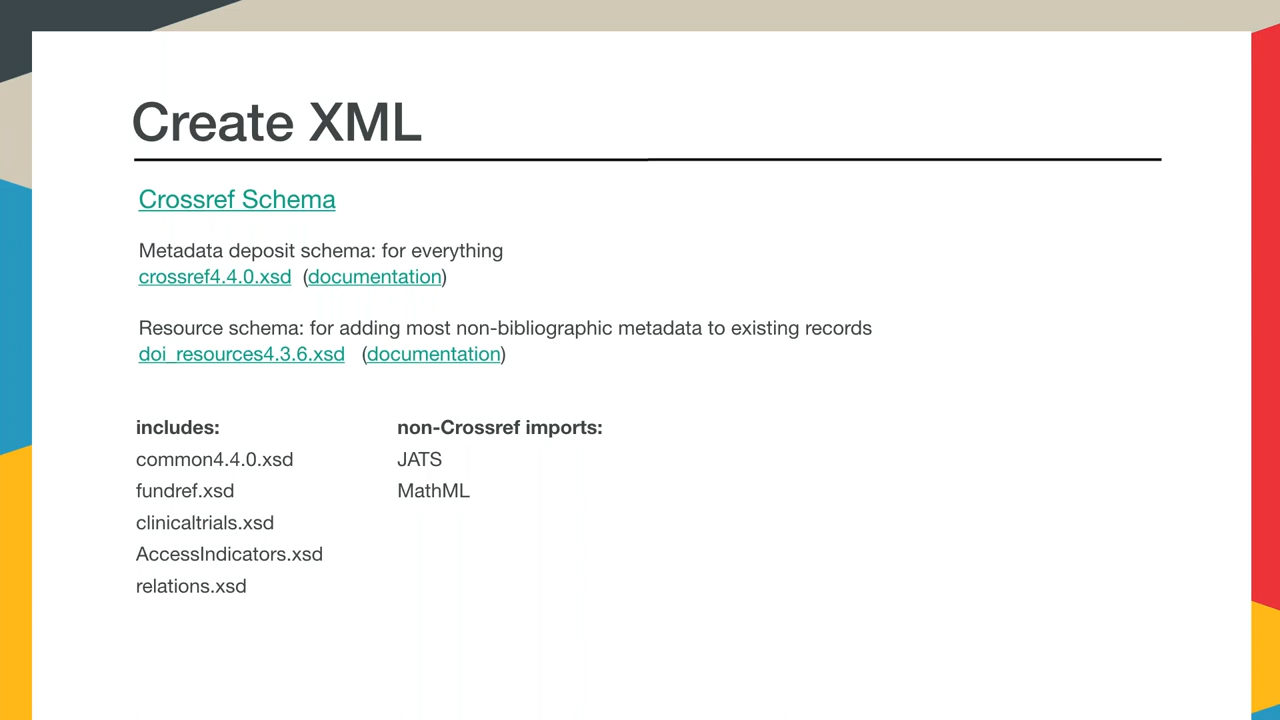 Create XML
Crossref Schema
Metadata deposit schema: for everything
crossref4.4.0.xsd (documentation)
Resource schema: for adding most non-bibliographic metadata to existing records
doi_resources4.3.6.xsd (documentation)
includes:
common4.4.0.xsd
fundref.xsd
clinicaltrials.xsd
AccessIndicators.xsd
relations.xsd
non-Crossref imports:
JATS
MathML